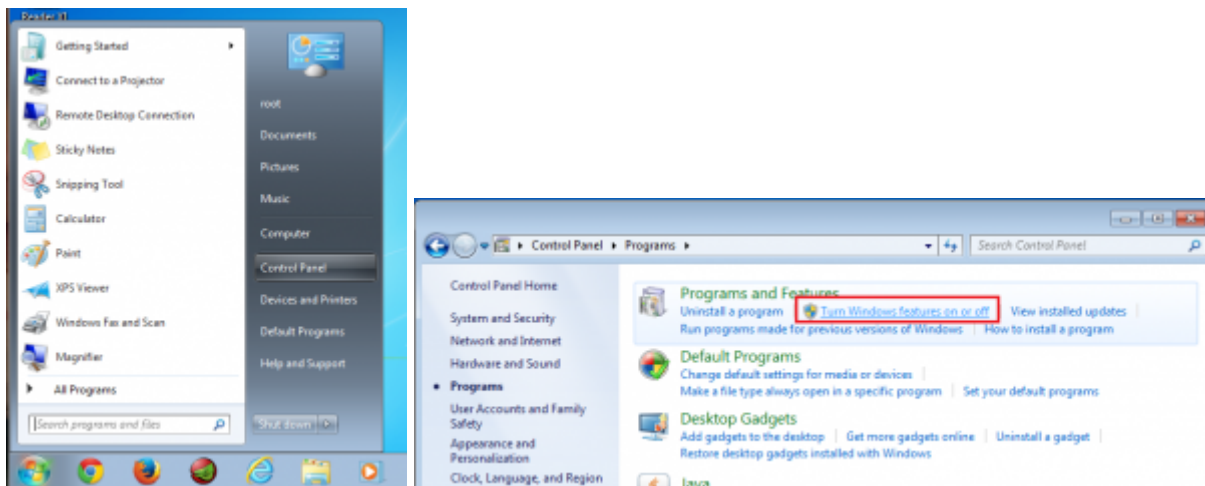 Reader XI
Getting Started
Connect to a Projector
Remote Desktop Connection
Sticky Notes
Snipping Tool
Calculator
Paint
XPS Viewer
Windows Fax and Scan
Magnifier
All Programs
Search programs and files
root
Documents
Pictures
Music
Computer
Control Panel
Devices and Printers
Default Programs
Help and Support
Shut down
Control Panel Programs
Search Control Panel
Control Panel Home
System and Security
Network and Internet
Hardware and Sound
Programs
User Accounts and Family
Safety
Appearance and
Personalization
Clock, Language, and Region
Programs and Features
Uninstall a program Turn Windows features on or off View installed updates
Run programs made for previous versions of Windows How to install a program
Default Programs
Change default settings for media or devices
Make a file type always open in a specific program Set your default programs
Desktop Gadgets
Add gadgets to the desktop Get more gadgets online Uninstall a gadget
Restore desktop gadgets installed with Windows
Java